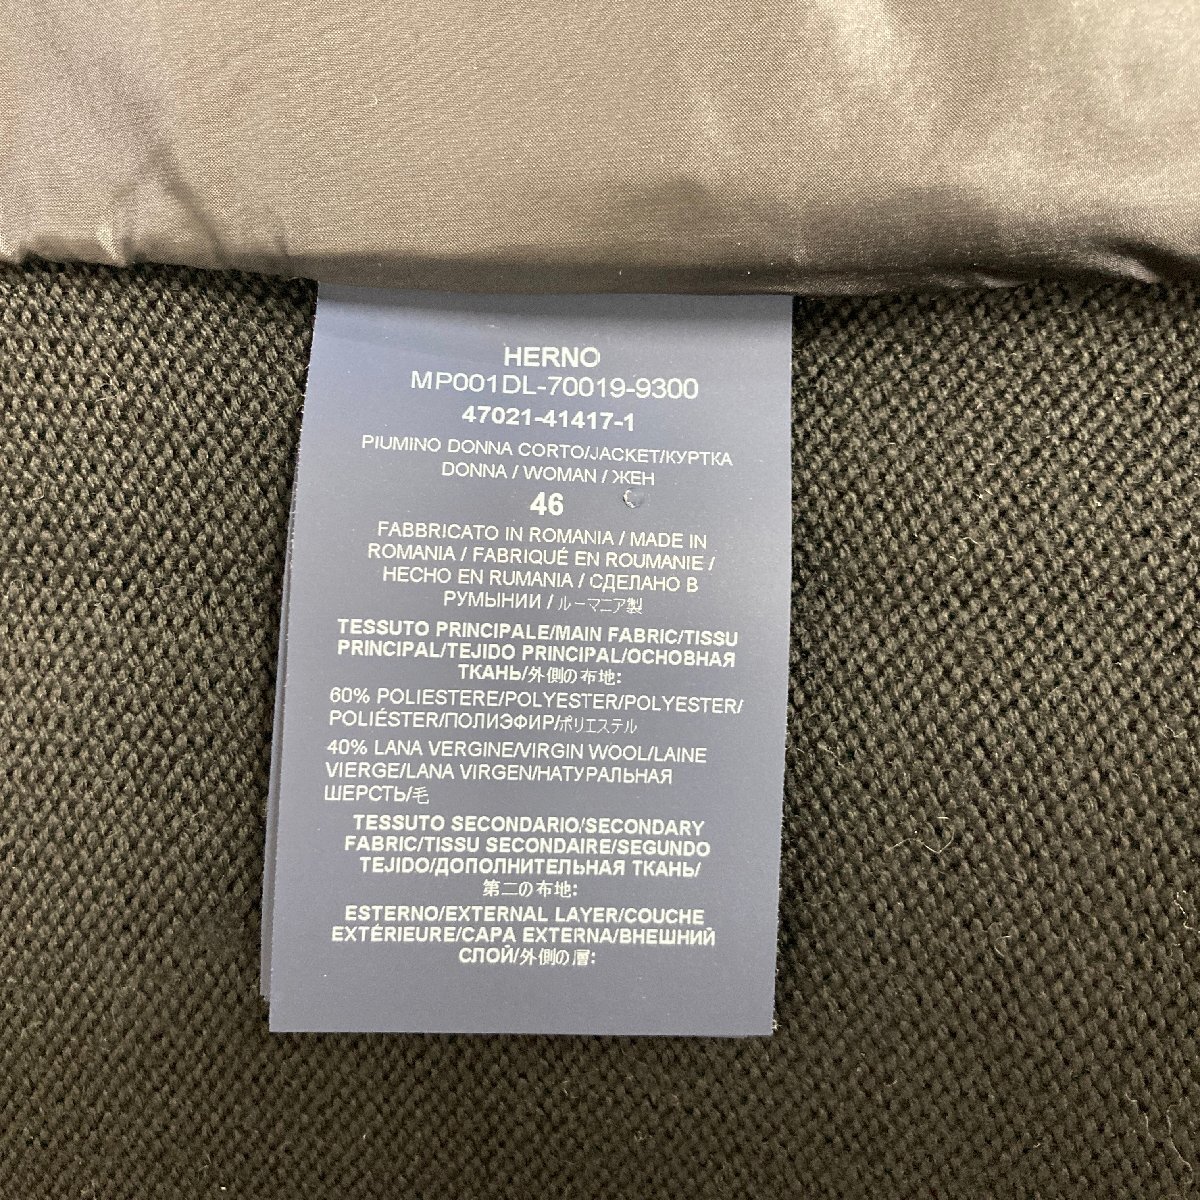 HERNO
MP001DL-70019-9300
47021-41417-1
PIUMINO DONNA CORTO/JACKET/КУРТКА
DONNA / WOMAN / ЖЕН
46
FABBRICATO IN ROMANIA / MADE IN
ROMANIA / FABRIQUÉ EN ROUMANIE /
HECHO EN RUMANIA / СДЕЛАНО В
РУМЫНИИ / ルーマニア製
TESSUTO PRINCIPALE/MAIN FABRIC/TISSU
PRINCIPAL/TEJIDO PRINCIPAL/ОСНОВНАЯ
ТКАНЬ/外側の布地:
60% POLIESTERE/POLYESTER/POLYESTER/
POLIÉSTER/ПОЛИЭФИР/ポリエステル
40% LANA VERGINE/VIRGIN WOOL/LAINE
VIERGE/LANA VIRGEN/НАТУРАЛЬНАЯ
ШЕРСТЬ/毛
TESSUTO SECONDARIO/SECONDARY
FABRIC/TISSU SECONDAIRE/SEGUNDO
TEJIDO/ДОПОЛНИТЕЛЬНАЯ ТКАНЬ/
第二の布地:
ESTERNO/EXTERNAL LAYER/COUCHE
EXTÉRIEURE/CAPA EXTERNA/ВНЕШНИЙ
СЛОЙ/外側の層: